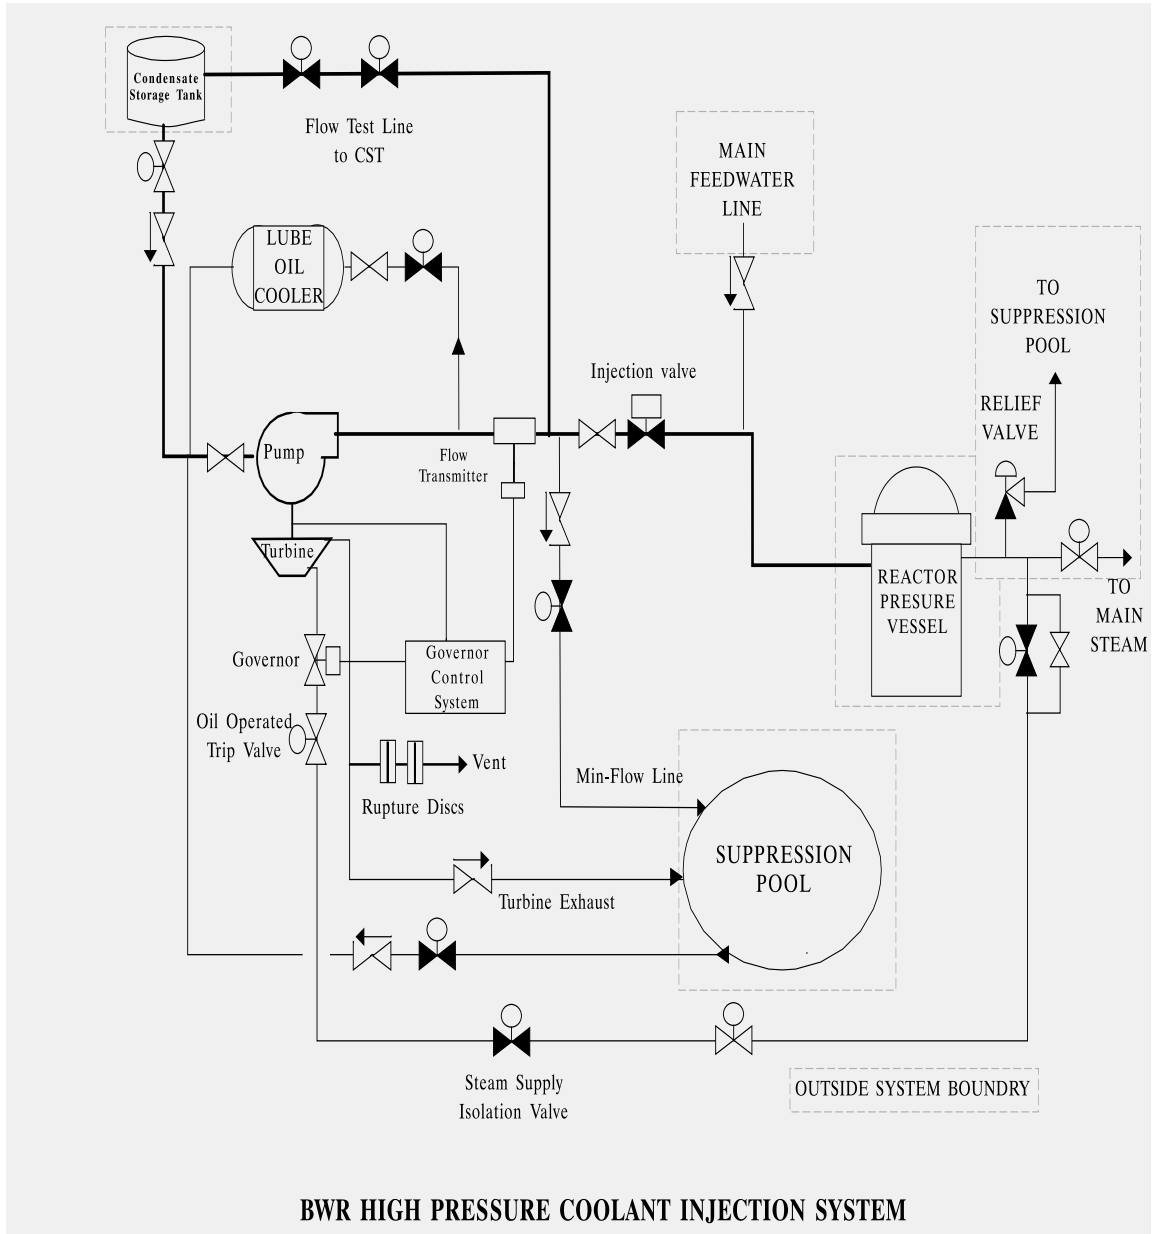 Condensate
Storage Tank
Flow Test Line
to CST
MAIN
FEEDWATER
LINE
LUBE
OIL
COOLER
TO
SUPPRESSION
POOL
Injection valve
RELIEF
VALVE
Pump
Flow
Transmitter
Turbine
REACTOR
PRESURE
VESSEL
TO
MAIN
STEAM
Governor
Governor
Control
System
Oil Operated
Trip Valve
Vent
Rupture Discs
Min-Flow Line
SUPPRESSION
POOL
Turbine Exhaust
Steam Supply
Isolation Valve
OUTSIDE SYSTEM BOUNDRY
BWR HIGH PRESSURE COOLANT INJECTION SYSTEM